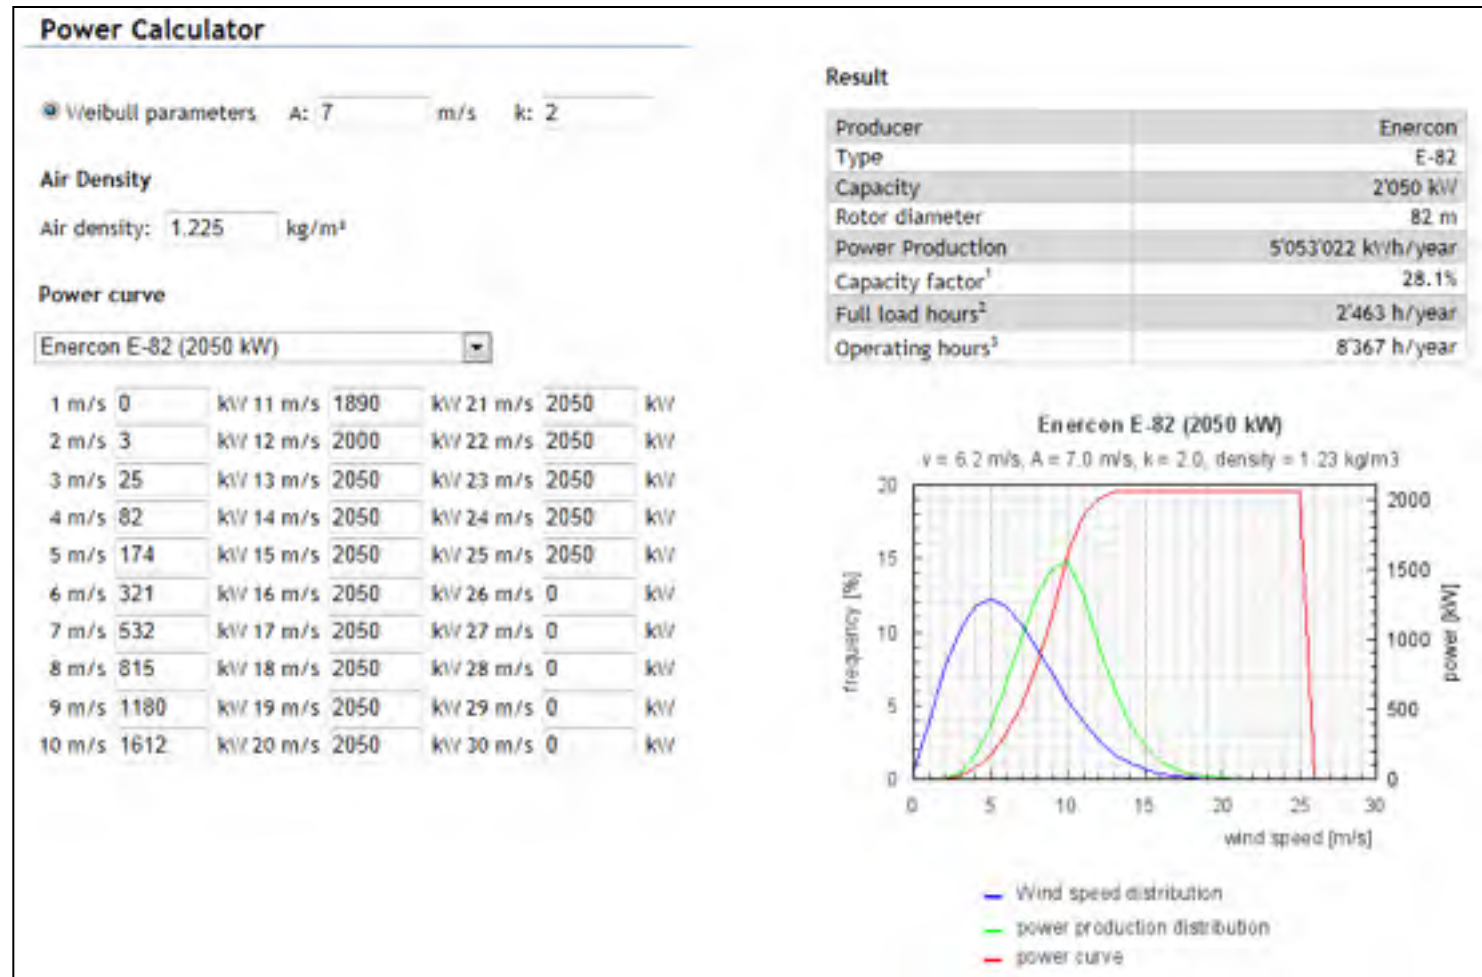 Power Calculator
Weibull parameters A: 7 m/s k: 2
Air Density
Air density: 1.225 kg/m³
Power curve
Enercon E-82 (2050 kW)
1 m/s 0 kW 11 m/s 1890 kW 21 m/s 2050 kW
2 m/s 3 kW 12 m/s 2000 kW 22 m/s 2050 kW
3 m/s 25 kW 13 m/s 2050 kW 23 m/s 2050 kW
4 m/s 82 kW 14 m/s 2050 kW 24 m/s 2050 kW
5 m/s 174 kW 15 m/s 2050 kW 25 m/s 2050 kW
6 m/s 321 kW 16 m/s 2050 kW 26 m/s 0 kW
7 m/s 532 kW 17 m/s 2050 kW 27 m/s 0 kW
8 m/s 815 kW 18 m/s 2050 kW 28 m/s 0 kW
9 m/s 1180 kW 19 m/s 2050 kW 29 m/s 0 kW
10 m/s 1612 kW 20 m/s 2050 kW 30 m/s 0 kW
Result
Producer Enercon
Type E-82
Capacity 2'050 kW
Rotor diameter 82 m
Power Production 5'053'022 kWh/year
Capacity factor¹ 28.1%
Full load hours² 2'463 h/year
Operating hours³ 8'367 h/year
Enercon E-82 (2050 kW)
v = 6.2 m/s, A = 7.0 m/s, k = 2.0, density = 1.23 kg/m3
20 2000
15 1500
10 1000
5 500
0 0
frequency [%]
power [kW]
0 5 10 15 20 25 30
wind speed [m/s]
Wind speed distribution
power production distribution
power curve